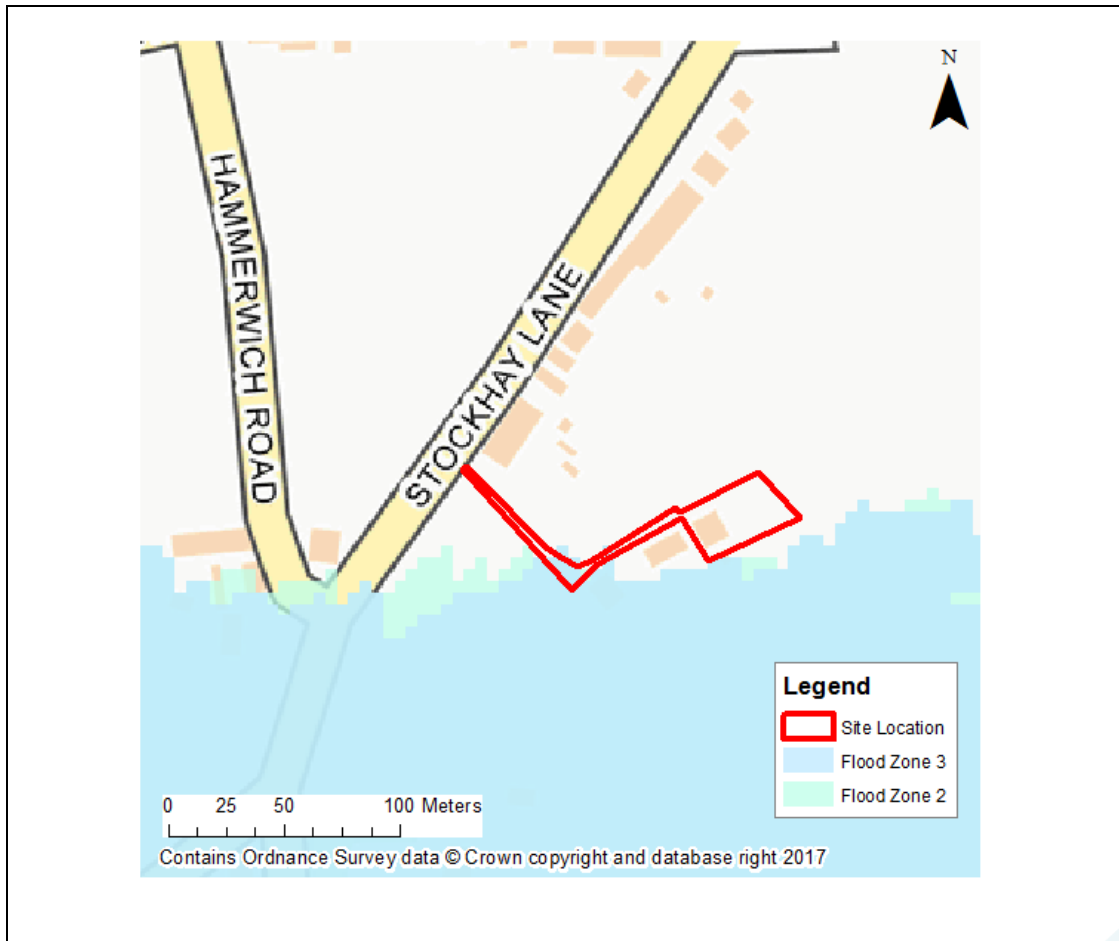 N
HAMMERWICH ROAD
STOCKHAY LANE
Legend
Site Location
Flood Zone 3
Flood Zone 2
0 25 50 100 Meters
Contains Ordnance Survey data © Crown copyright and database right 2017